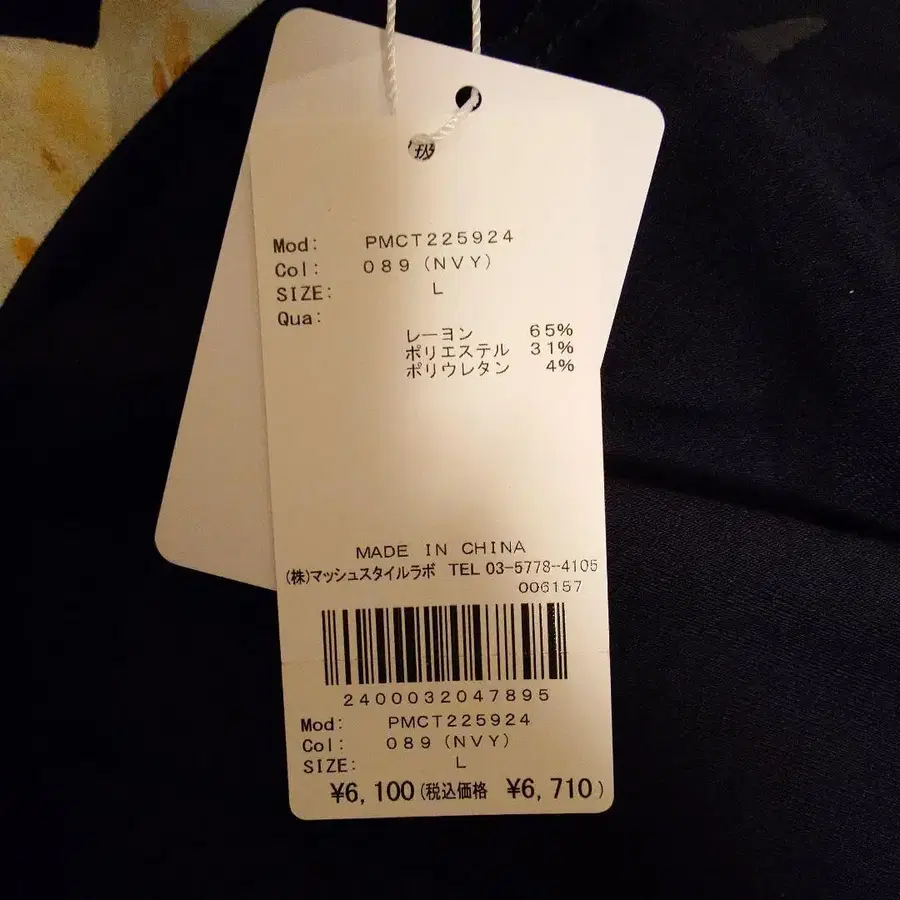 扱
Mod: PMCT225924
Col: 089 (NVY)
SIZE: L
Qua:
レーヨン 65%
ポリエステル 31%
ポリウレタン 4%
MADE IN CHINA
(株)マッシュスタイルラボ TEL 03-5778-4105
006157
2400032047895
Mod: PMCT225924
Col: 089 (NVY)
SIZE: L
¥6,100 (税込価格 ¥6,710)